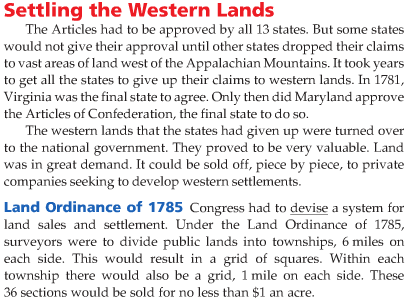 Settling the Western Lands
The Articles had to be approved by all 13 states. But some states
would not give their approval until other states dropped their claims
to vast areas of land west of the Appalachian Mountains. It took years
to get all the states to give up their claims to western lands. In 1781,
Virginia was the final state to agree. Only then did Maryland approve
the Articles of Confederation, the final state to do so.
The western lands that the states had given up were turned over
to the national government. They proved to be very valuable. Land
was in great demand. It could be sold off, piece by piece, to private
companies seeking to develop western settlements.
Land Ordinance of 1785 Congress had to devise a system for
land sales and settlement. Under the Land Ordinance of 1785,
surveyors were to divide public lands into townships, 6 miles on
each side. This would result in a grid of squares. Within each
township there would also be a grid, 1 mile on each side. These
36 sections would be sold for no less than $1 an acre.